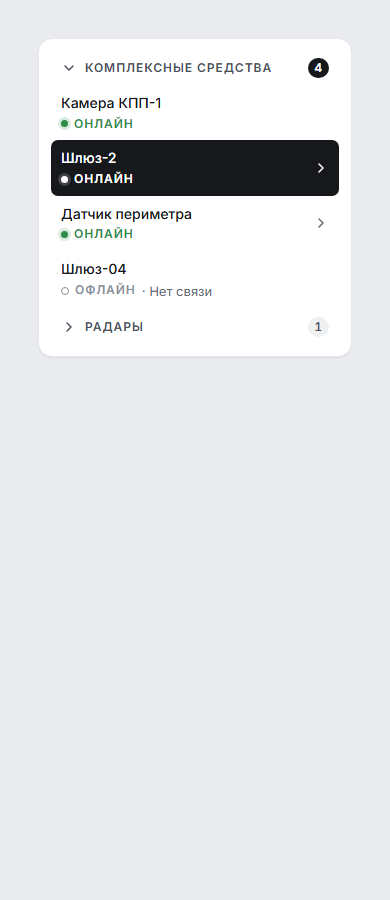 КОМПЛЕКСНЫЕ СРЕДСТВА 4
Камера КПП-1
ОНЛАЙН
Шлюз-2
ОНЛАЙН
Датчик периметра
ОНЛАЙН
Шлюз-04
ОФЛАЙН · Нет связи
РАДАРЫ 1